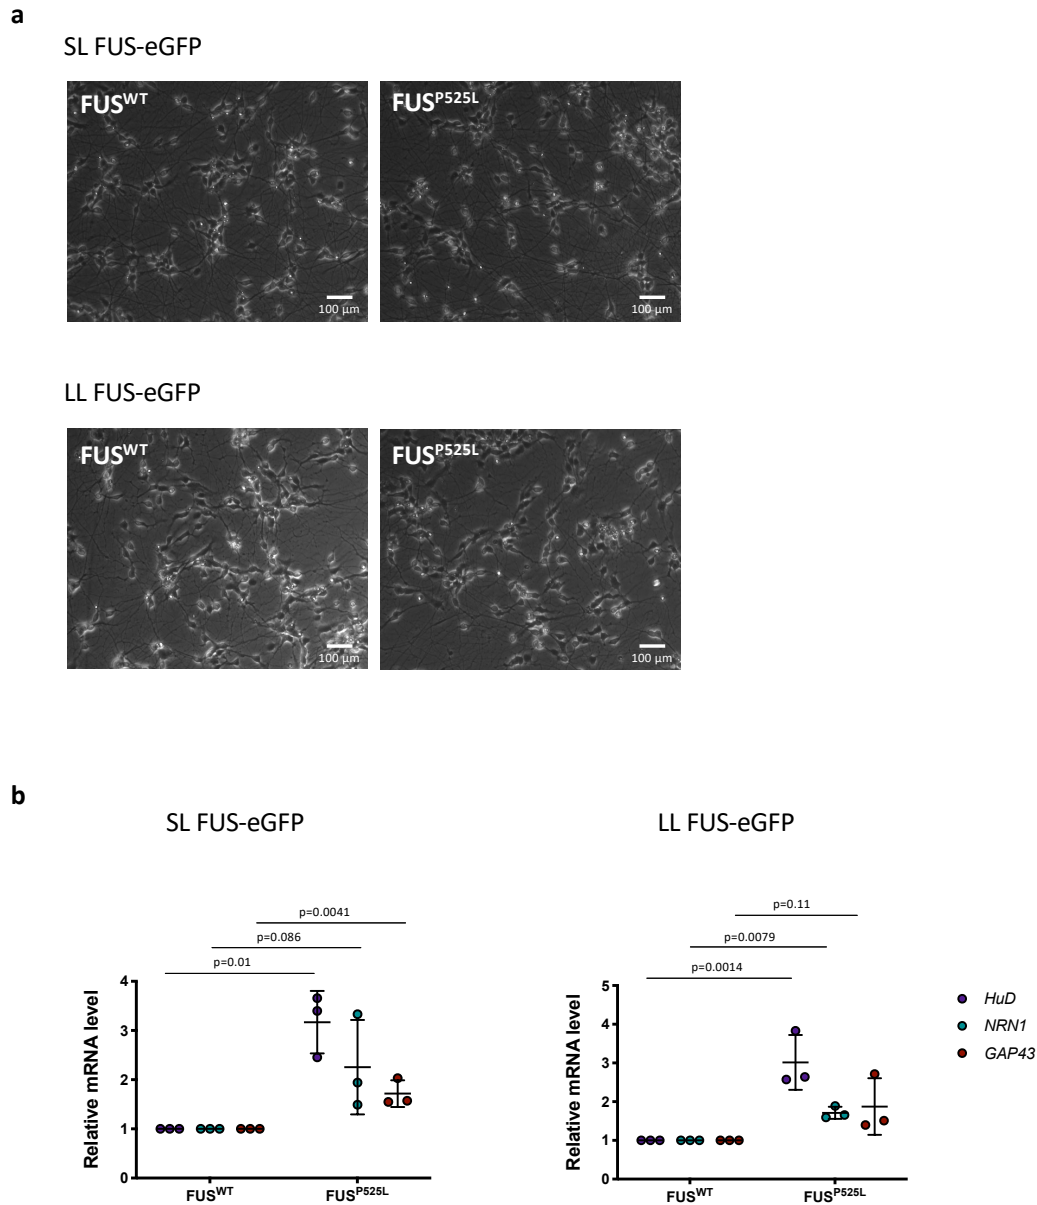 a
SL FUS-eGFP
FUSWT
FUSP525L
100 µm
100 µm
LL FUS-eGFP
FUSWT
FUSP525L
100 µm
100 µm
b
SL FUS-eGFP
LL FUS-eGFP
p=0.0041
p=0.086
p=0.01
Relative mRNA level
4
3
2
1
0
FUSWT
FUSP525L
p=0.11
p=0.0079
p=0.0014
Relative mRNA level
5
4
3
2
1
0
FUSWT
FUSP525L
HuD
NRN1
GAP43